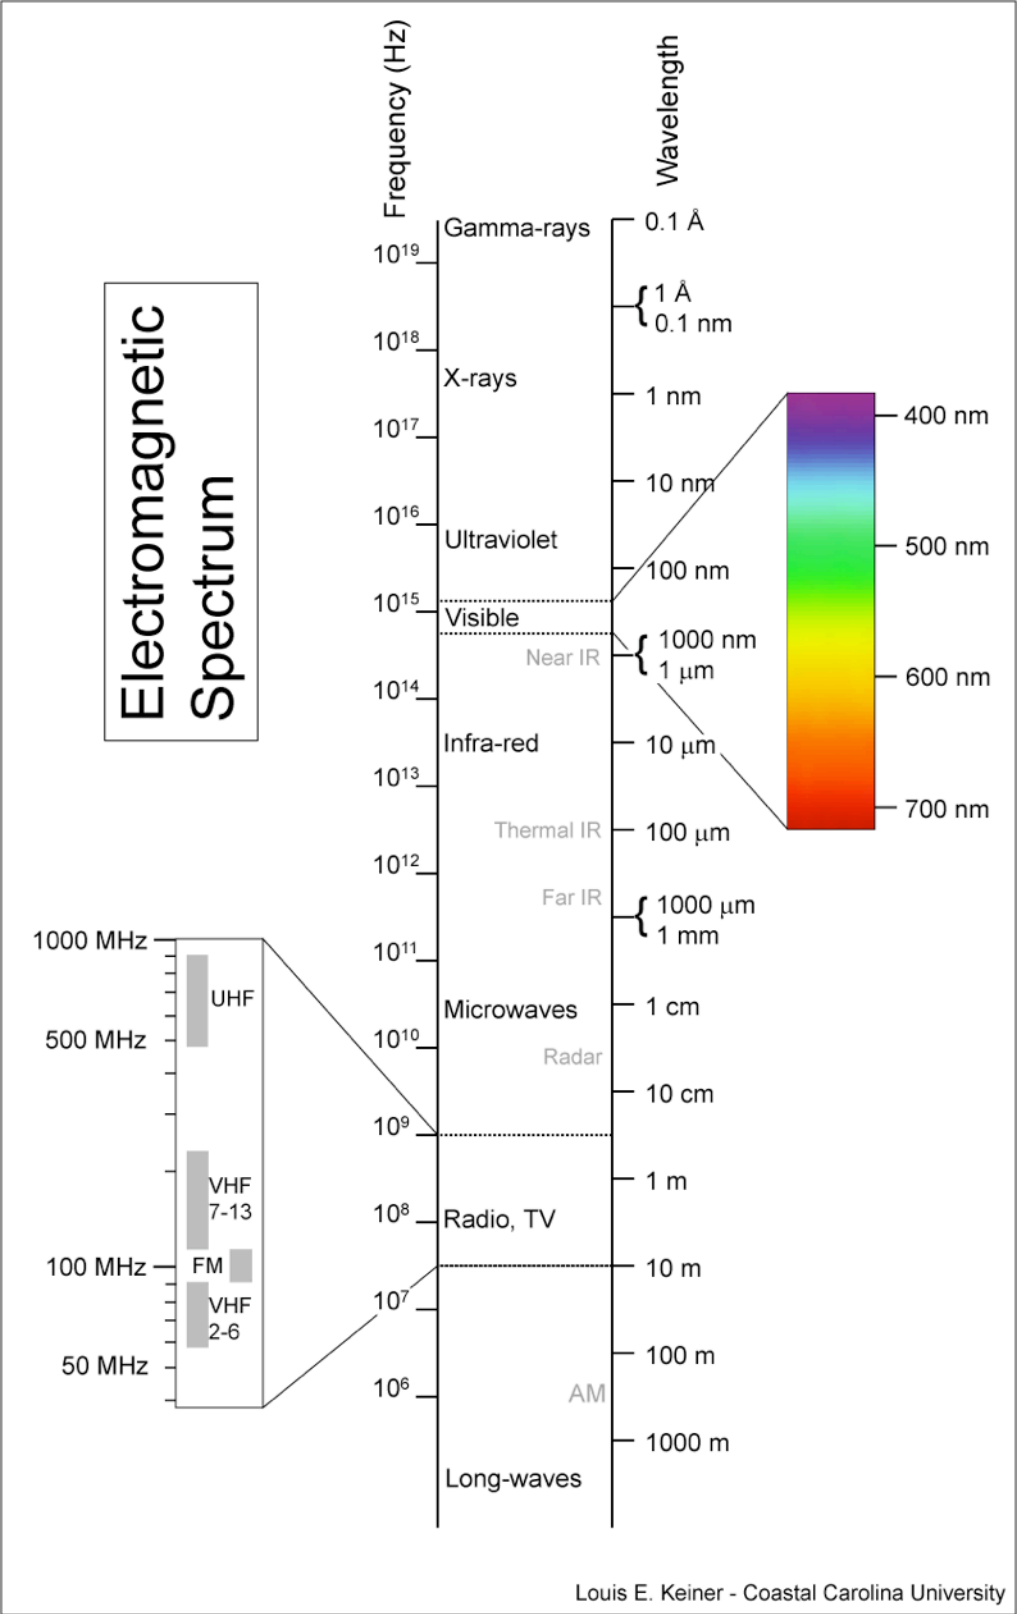 Frequency (Hz)
Wavelength
Electromagnetic
Spectrum
Gamma-rays
0.1 Å
10¹⁹
1 Å
0.1 nm
10¹⁸
X-rays
1 nm
400 nm
10¹⁷
10 nm
10¹⁶
Ultraviolet
500 nm
100 nm
10¹⁵
Visible
1000 nm
Near IR
1 μm
600 nm
10¹⁴
Infra-red
10 μm
10¹³
700 nm
Thermal IR
100 μm
10¹²
Far IR
1000 μm
1 mm
1000 MHz
10¹¹
UHF
Microwaves
1 cm
500 MHz
10¹⁰
Radar
10 cm
10⁹
VHF
7-13
1 m
10⁸
Radio, TV
100 MHz
FM
10 m
10⁷
VHF
2-6
50 MHz
100 m
10⁶
AM
1000 m
Long-waves
Louis E. Keiner - Coastal Carolina University